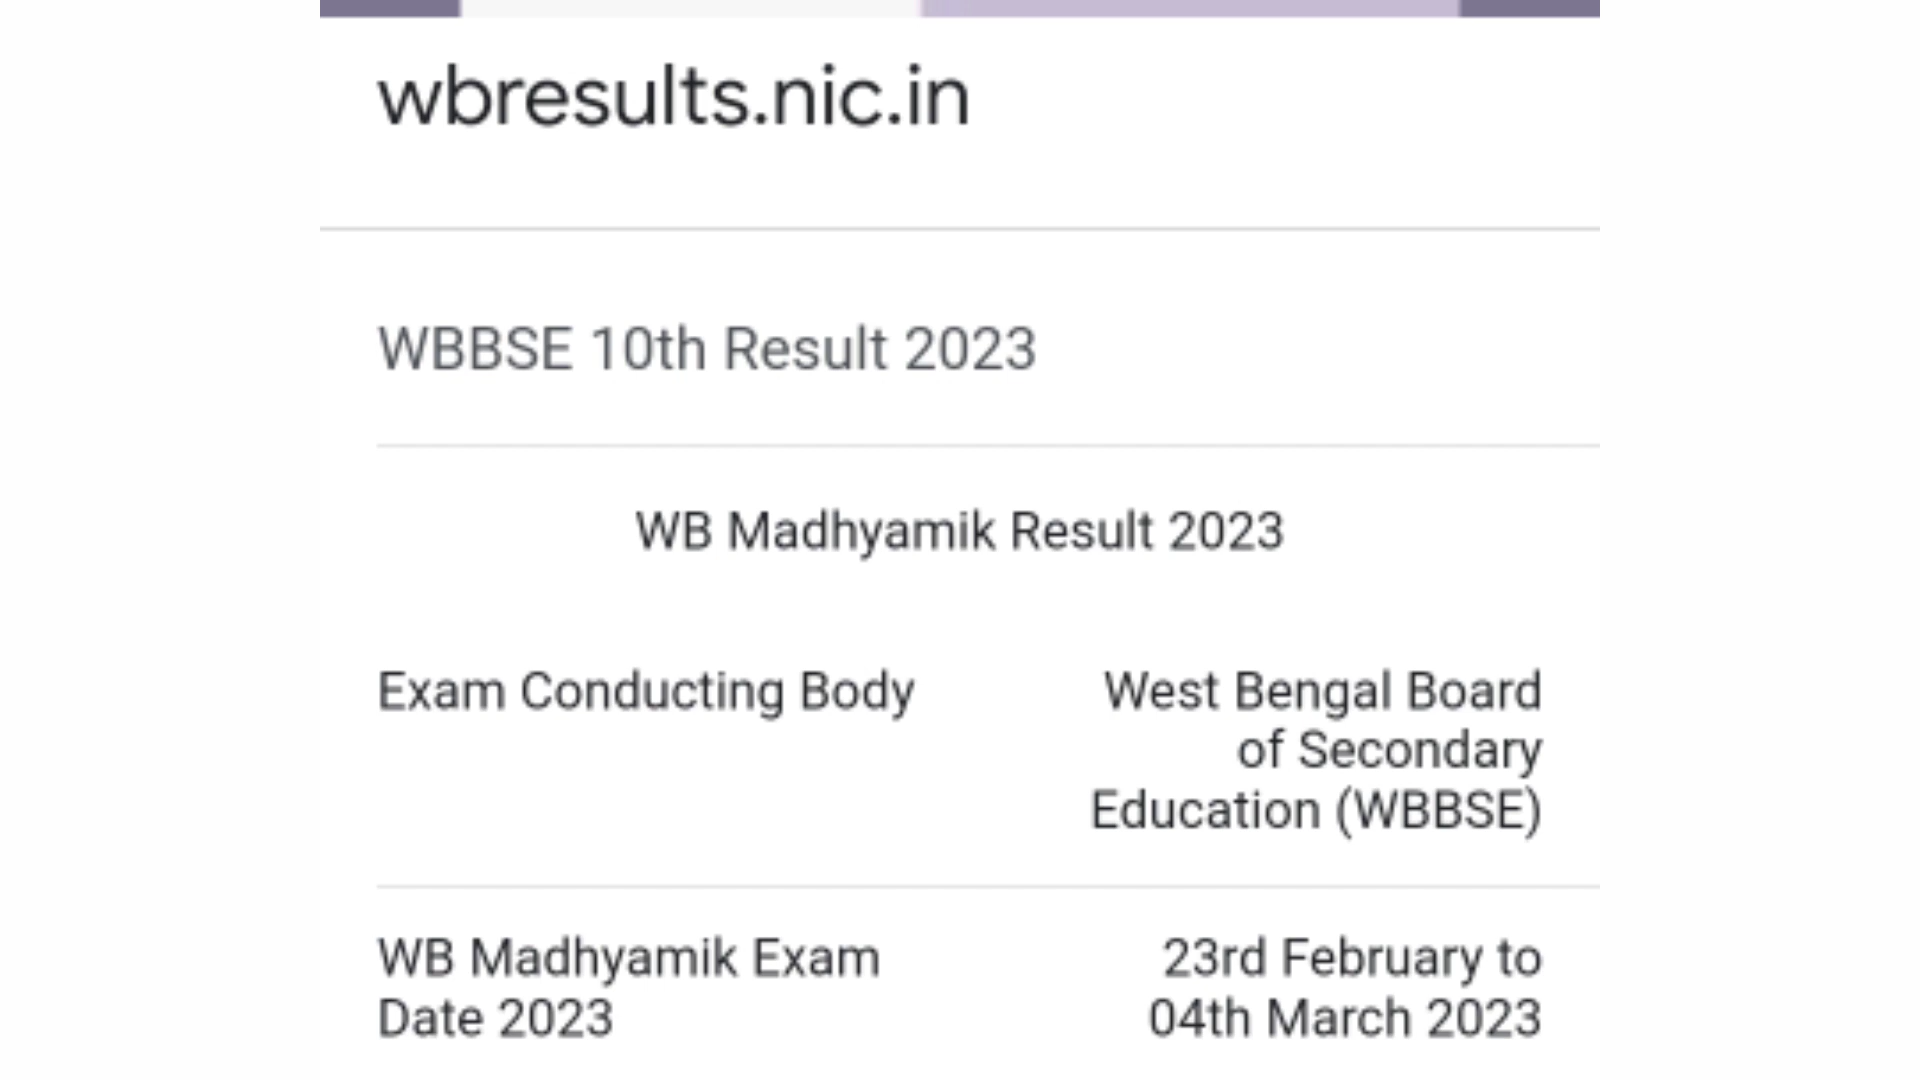 wbresults.nic.in
WBBSE 10th Result 2023
WB Madhyamik Result 2023
Exam Conducting Body
West Bengal Board
of Secondary
Education (WBBSE)
WB Madhyamik Exam
Date 2023
23rd February to
04th March 2023